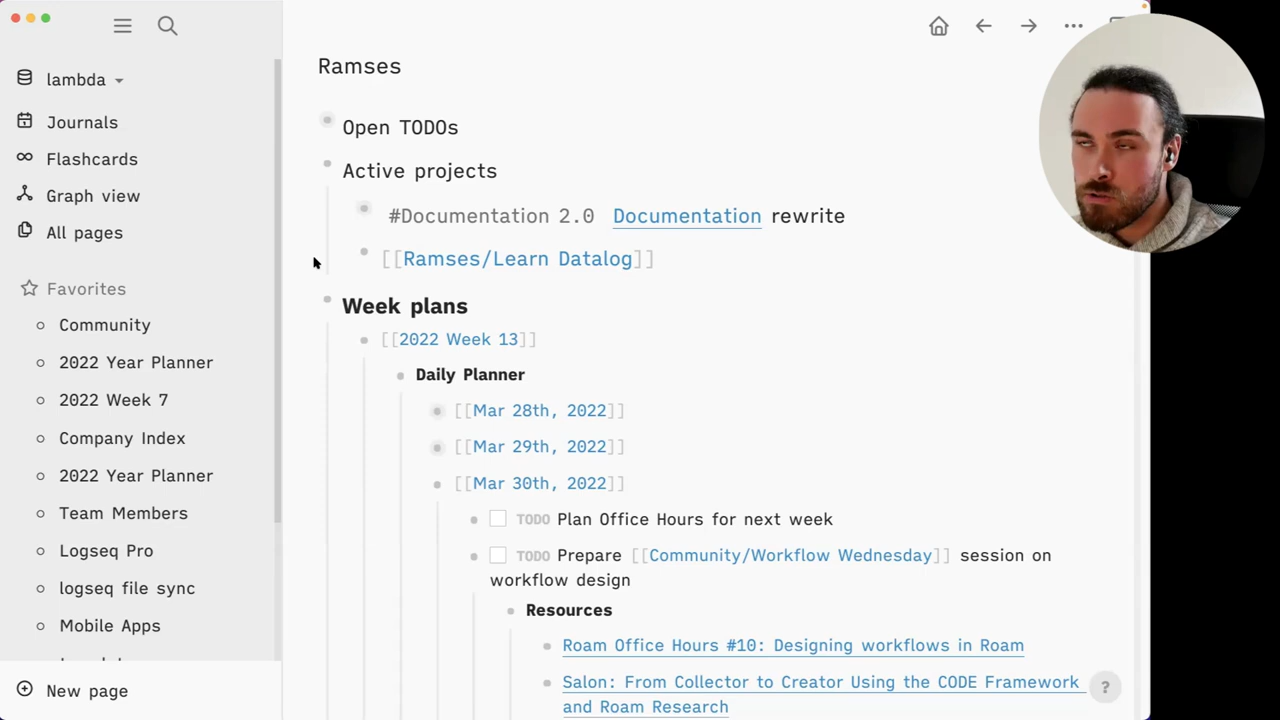 lambda
Journals
Flashcards
Graph view
All pages
Favorites
Community
2022 Year Planner
2022 Week 7
Company Index
2022 Year Planner
Team Members
Logseq Pro
logseq file sync
Mobile Apps
New page
Ramses
Open TODOs
Active projects
#Documentation 2.0 Documentation rewrite
[[Ramses/Learn Datalog]]
Week plans
[[2022 Week 13]]
Daily Planner
[[Mar 28th, 2022]]
[[Mar 29th, 2022]]
[[Mar 30th, 2022]]
TODO Plan Office Hours for next week
TODO Prepare [[Community/Workflow Wednesday]] session on
workflow design
Resources
Roam Office Hours #10: Designing workflows in Roam
Salon: From Collector to Creator Using the CODE Framework
and Roam Research
?